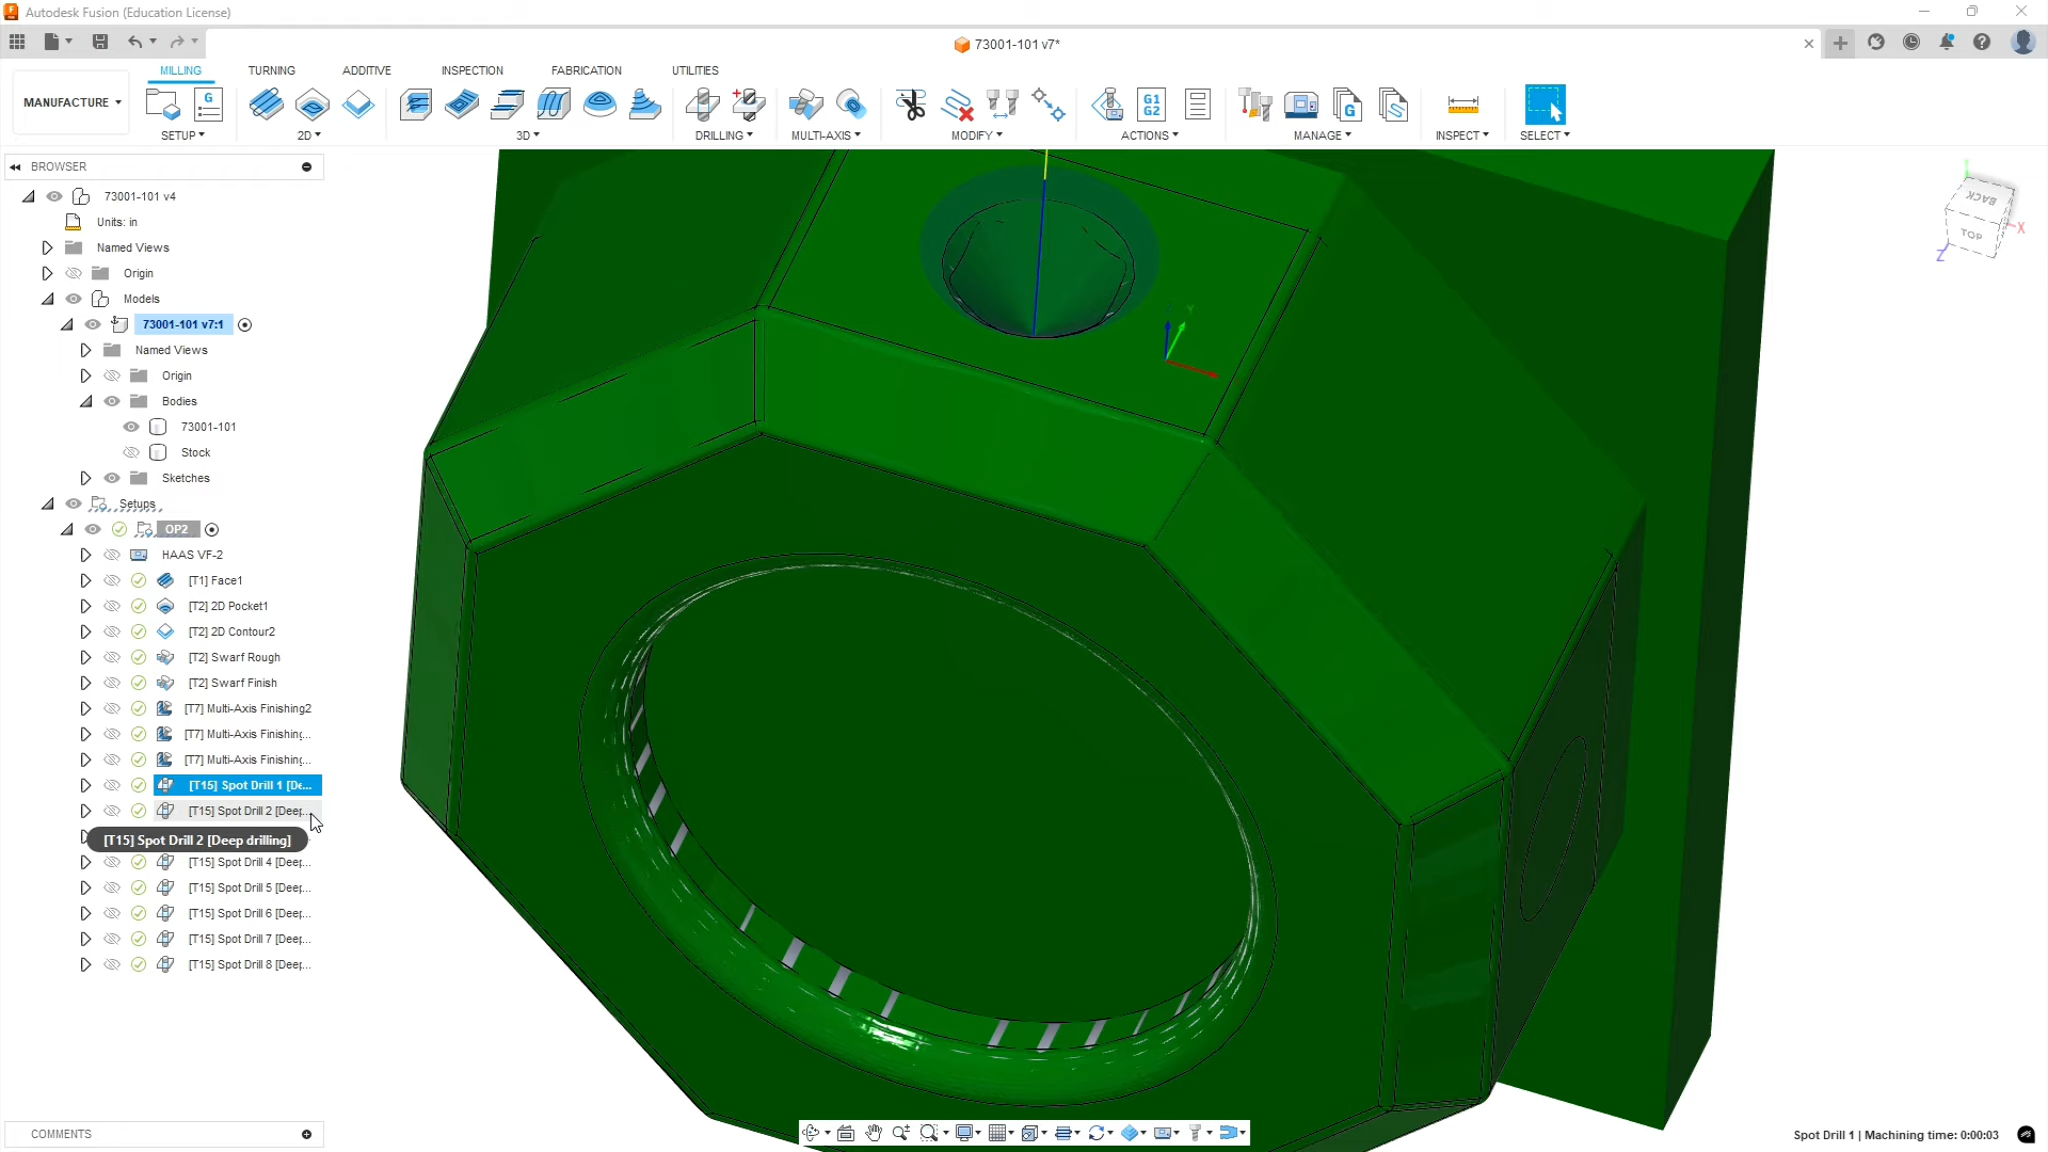 Autodesk Fusion (Education License)
73001-101 v7*
MILLING
TURNING
ADDITIVE
INSPECTION
FABRICATION
UTILITIES
MANUFACTURE
G
G1
G2
G
SETUP
2D
3D
DRILLING
MULTI-AXIS
MODIFY
ACTIONS
MANAGE
INSPECT
SELECT
BROWSER
73001-101 v4
Units: in
Named Views
Origin
Models
73001-101 v7:1
Named Views
Origin
Bodies
73001-101
Stock
Sketches
Setups
OP2
HAAS VF-2
[T1] Face1
[T2] 2D Pocket1
[T2] 2D Contour2
[T2] Swarf Rough
[T2] Swarf Finish
[T7] Multi-Axis Finishing2
[T7] Multi-Axis Finishing...
[T7] Multi-Axis Finishing...
[T15] Spot Drill 1 [De...
[T15] Spot Drill 2 [Deep...
[T15] Spot Drill 2 [Deep drilling]
[T15] Spot Drill 4 [Deep...
[T15] Spot Drill 5 [Deep...
[T15] Spot Drill 6 [Deep...
[T15] Spot Drill 7 [Deep...
[T15] Spot Drill 8 [Deep...
BACK
TOP
X
Z
Y
COMMENTS
Spot Drill 1 | Machining time: 0:00:03